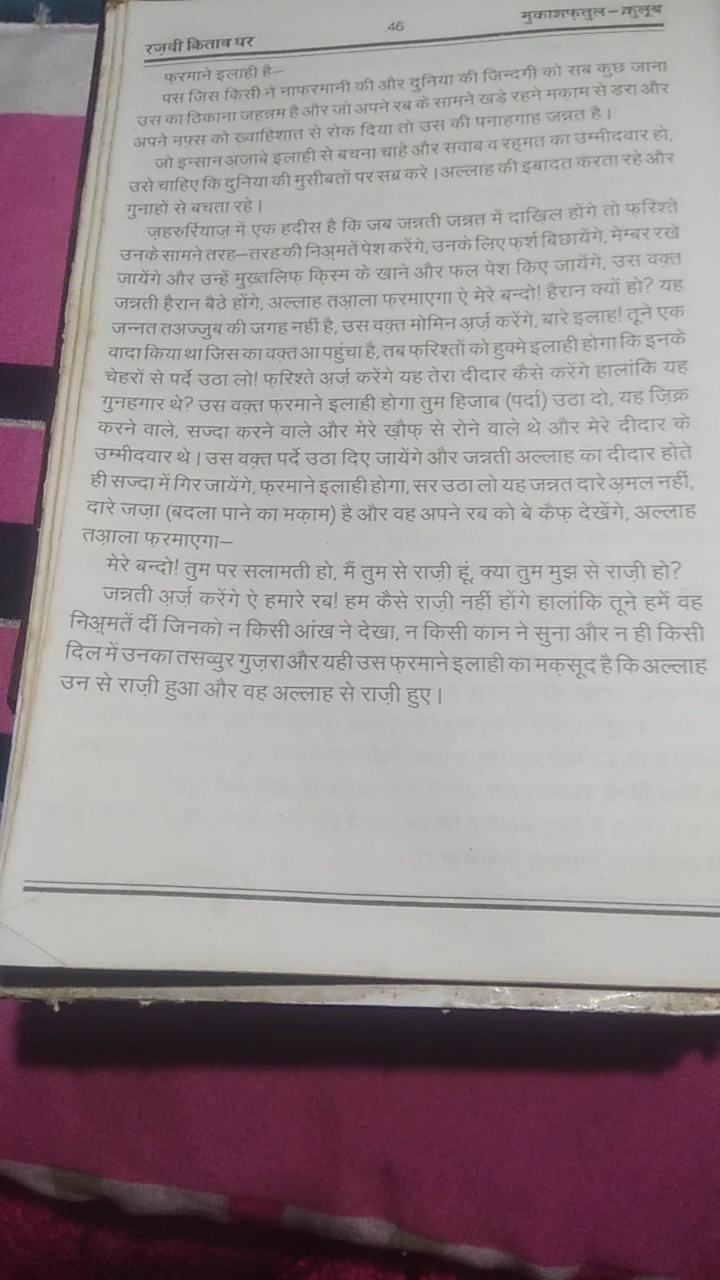 रज़वी किताब घर 46 मुकाशफ़तुल–क़ुलूब
फ़रमाने इलाही है–
पस जिस किसी ने नाफ़रमानी की और दुनिया की ज़िन्दगी को सब कुछ जाना
उस का ठिकाना जहन्नम है और जो अपने रब के सामने खड़े रहने मक़ाम से डरा और
अपने नफ़्स को ख़्वाहिशात से रोक दिया तो उस की पनाहगाह जन्नत है।
जो इन्सान अज़ाबे इलाही से बचना चाहे और सवाब व रहमत का उम्मीदवार हो,
उसे चाहिए कि दुनिया की मुसीबतों पर सब्र करे। अल्लाह की इबादत करता रहे और
गुनाहों से बचता रहे।
ज़हरुर्रियाज़ में एक हदीस है कि जब जन्नती जन्नत में दाख़िल होंगे तो फ़रिश्ते
उनके सामने तरह–तरह की निअ़्मतें पेश करेंगे, उनके लिए फ़र्श बिछायेंगे, मेम्बर रखे
जायेंगे और उन्हें मुख़्तलिफ़ क़िस्म के खाने और फल पेश किए जायेंगे, उस वक़्त
जन्नती हैरान बैठे होंगे, अल्लाह तआ़ला फ़रमाएगा ऐ मेरे बन्दो! हैरान क्यों हो? यह
जन्नत तअ़ज्जुब की जगह नहीं है, उस वक़्त मोमिन अ़र्ज़ करेंगे, बारे इलाह! तूने एक
वादा किया था जिस का वक़्त आ पहुंचा है, तब फ़रिश्तों को हुक्मे इलाही होगा कि इनके
चेहरों से पर्दे उठा लो! फ़रिश्ते अ़र्ज़ करेंगे यह तेरा दीदार कैसे करेंगे हालांकि यह
गुनहगार थे? उस वक़्त फ़रमाने इलाही होगा तुम हिजाब (पर्दा) उठा दो, यह ज़िक्र
करने वाले, सज्दा करने वाले और मेरे ख़ौफ़ से रोने वाले थे और मेरे दीदार के
उम्मीदवार थे। उस वक़्त पर्दे उठा दिए जायेंगे और जन्नती अल्लाह का दीदार होते
ही सज्दा में गिर जायेंगे, फ़रमाने इलाही होगा, सर उठा लो यह जन्नत दारे अ़मल नहीं,
दारे जज़ा (बदला पाने का मक़ाम) है और वह अपने रब को बे कैफ़ देखेंगे, अल्लाह
तआ़ला फ़रमाएगा–
मेरे बन्दो! तुम पर सलामती हो, मैं तुम से राज़ी हूं, क्या तुम मुझ से राज़ी हो?
जन्नती अ़र्ज़ करेंगे ऐ हमारे रब! हम कैसे राज़ी नहीं होंगे हालांकि तूने हमें वह
निअ़्मतें दीं जिनको न किसी आंख ने देखा, न किसी कान ने सुना और न ही किसी
दिल में उनका तसव्वुर गुज़रा और यही उस फ़रमाने इलाही का मक़सूद है कि अल्लाह
उन से राज़ी हुआ और वह अल्लाह से राज़ी हुए।